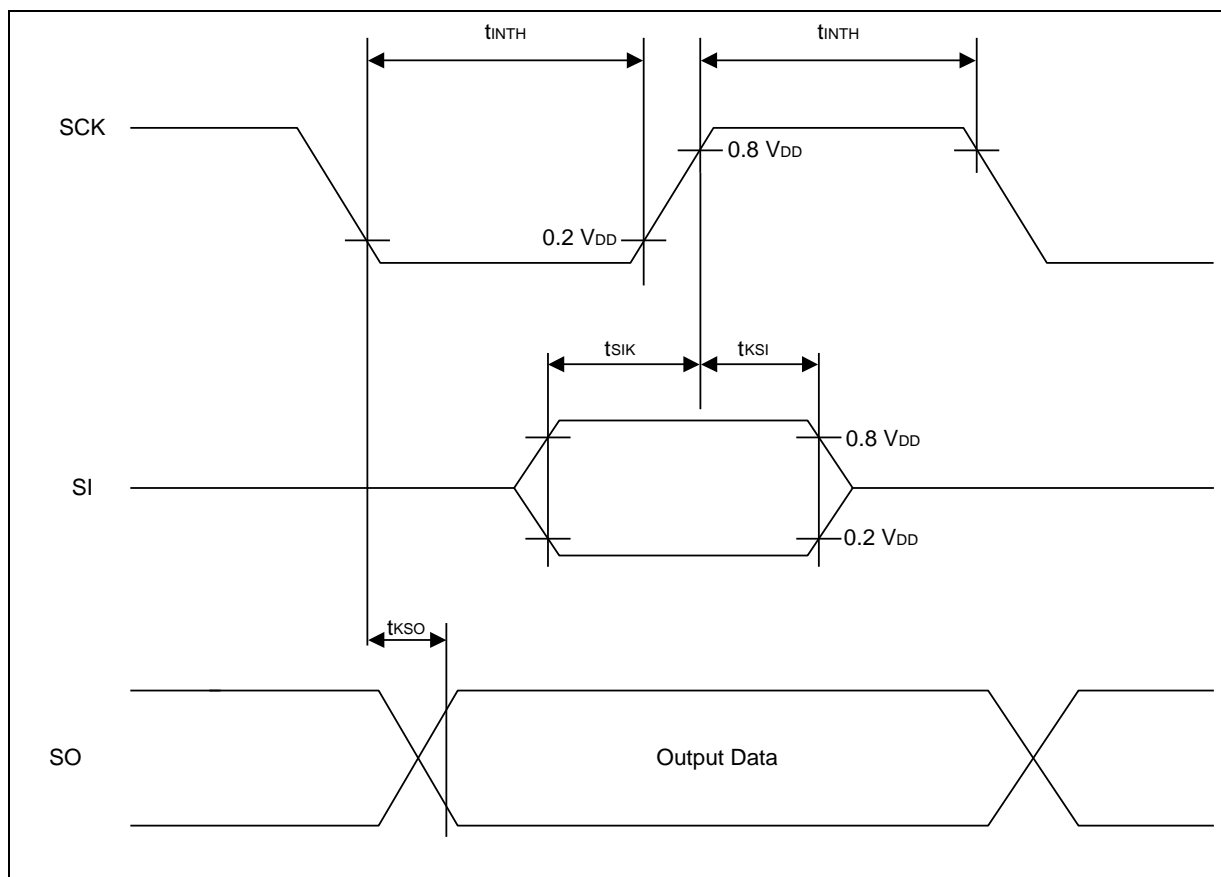 tINTH tINTH
SCK
0.8 VDD
0.2 VDD
tSIK tKSI
0.8 VDD
SI
0.2 VDD
tKSO
SO Output Data